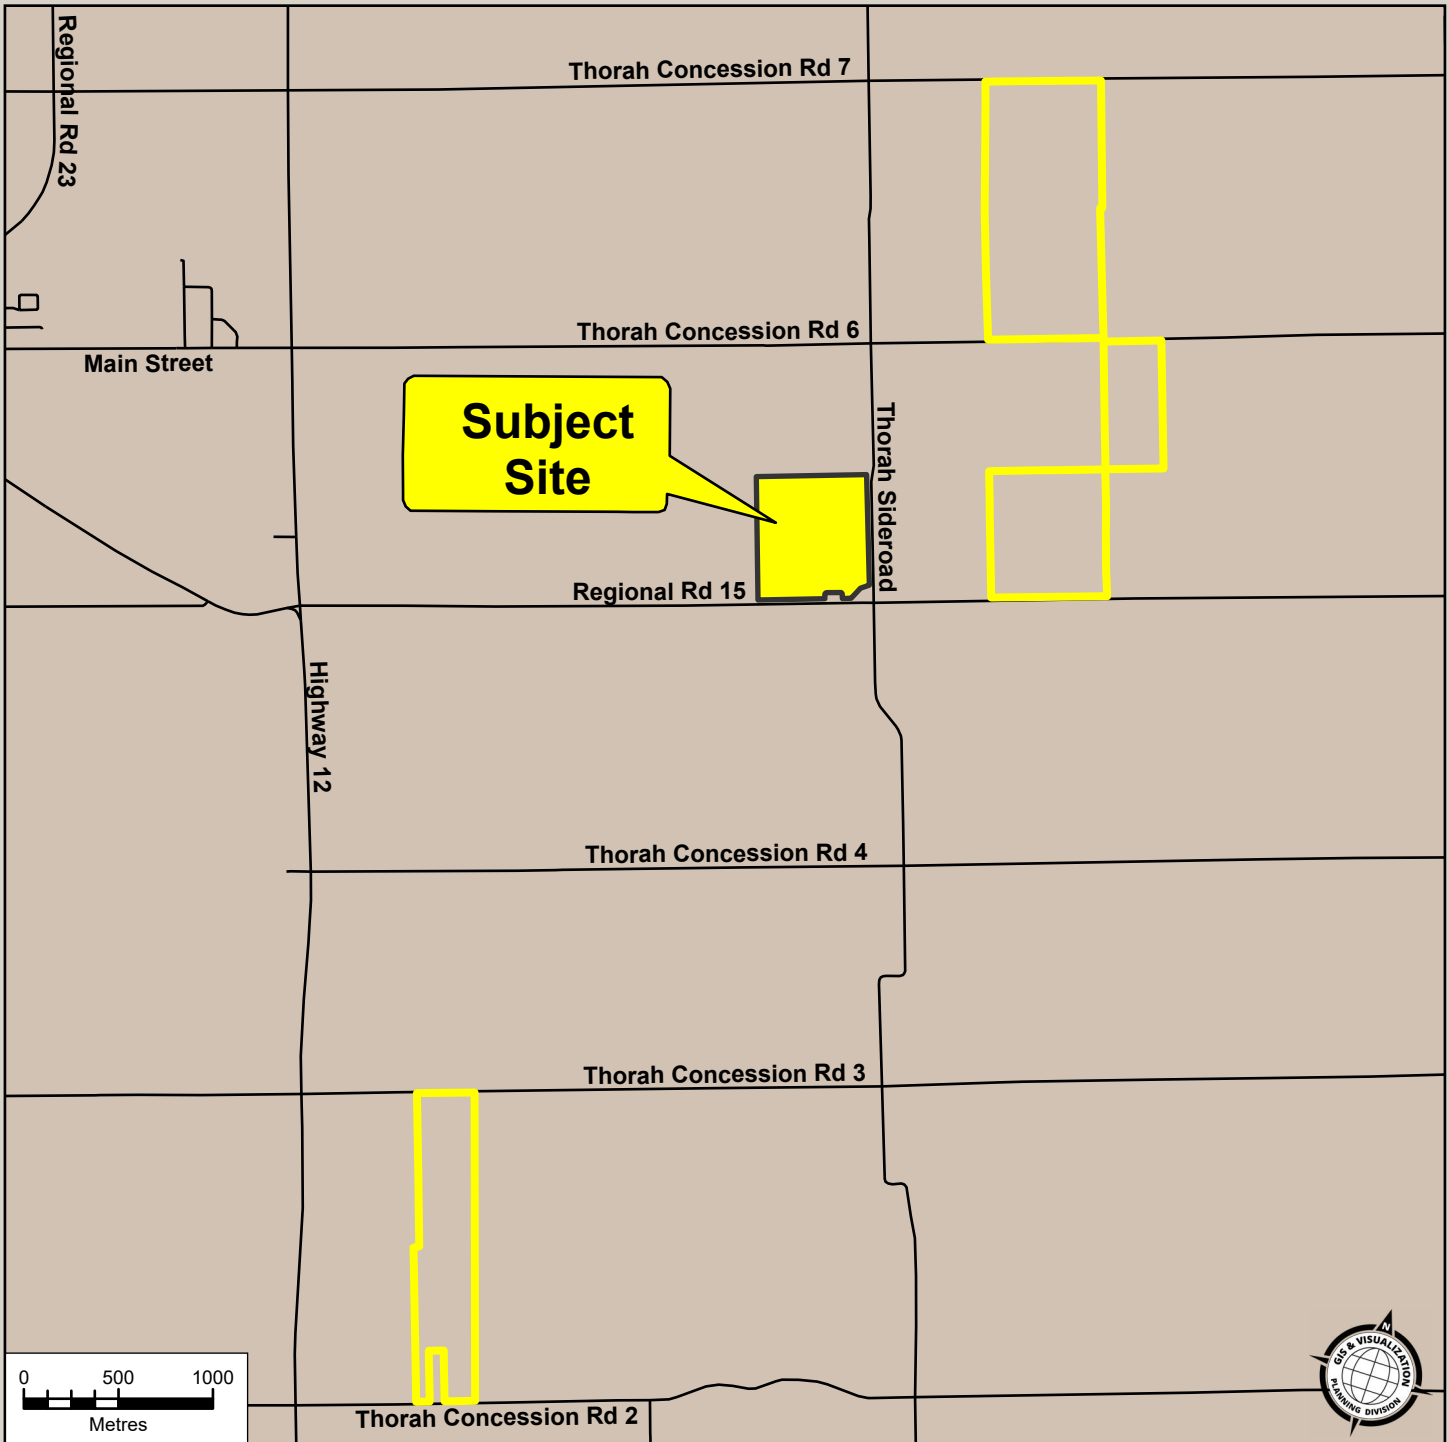 Regional Rd 23
Thorah Concession Rd 7
Thorah Concession Rd 6
Main Street
Subject
Site
Thorah Sideroad
Regional Rd 15
Highway 12
Thorah Concession Rd 4
Thorah Concession Rd 3
Thorah Concession Rd 2
0 500 1000
Metres
N
GIS & VISUALIZATION
PLANNING DIVISION